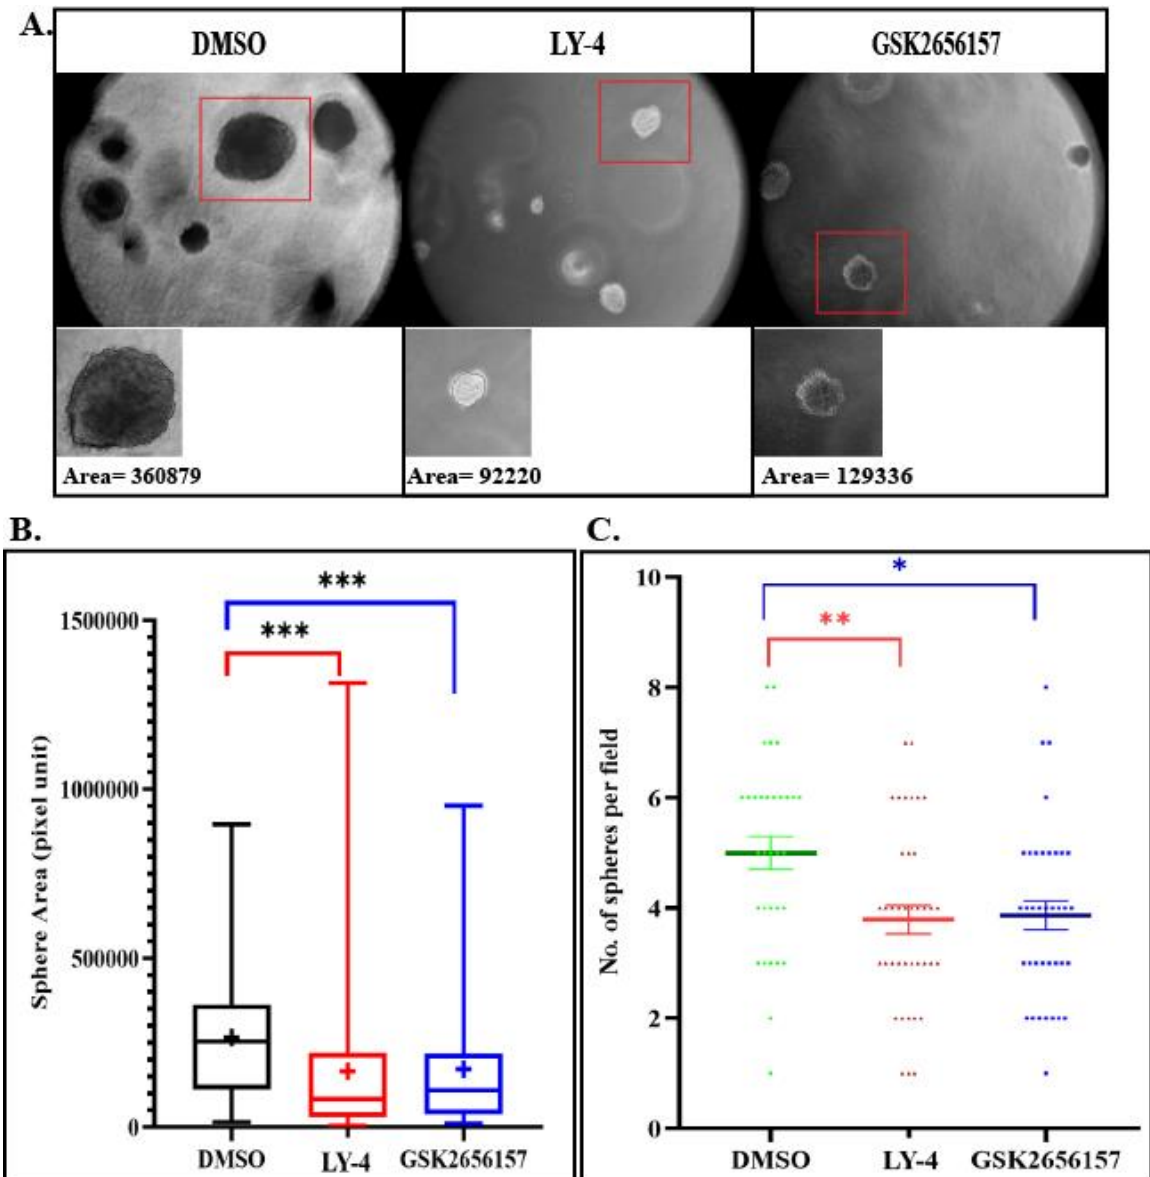 A.
DMSO LY-4 GSK2656157
Area= 360879 Area= 92220 Area= 129336
B.
***
***
1500000
1000000
500000
0
Sphere Area (pixel unit)
DMSO LY-4 GSK2656157
C.
*
**
10
8
6
4
2
0
No. of spheres per field
DMSO LY-4 GSK2656157